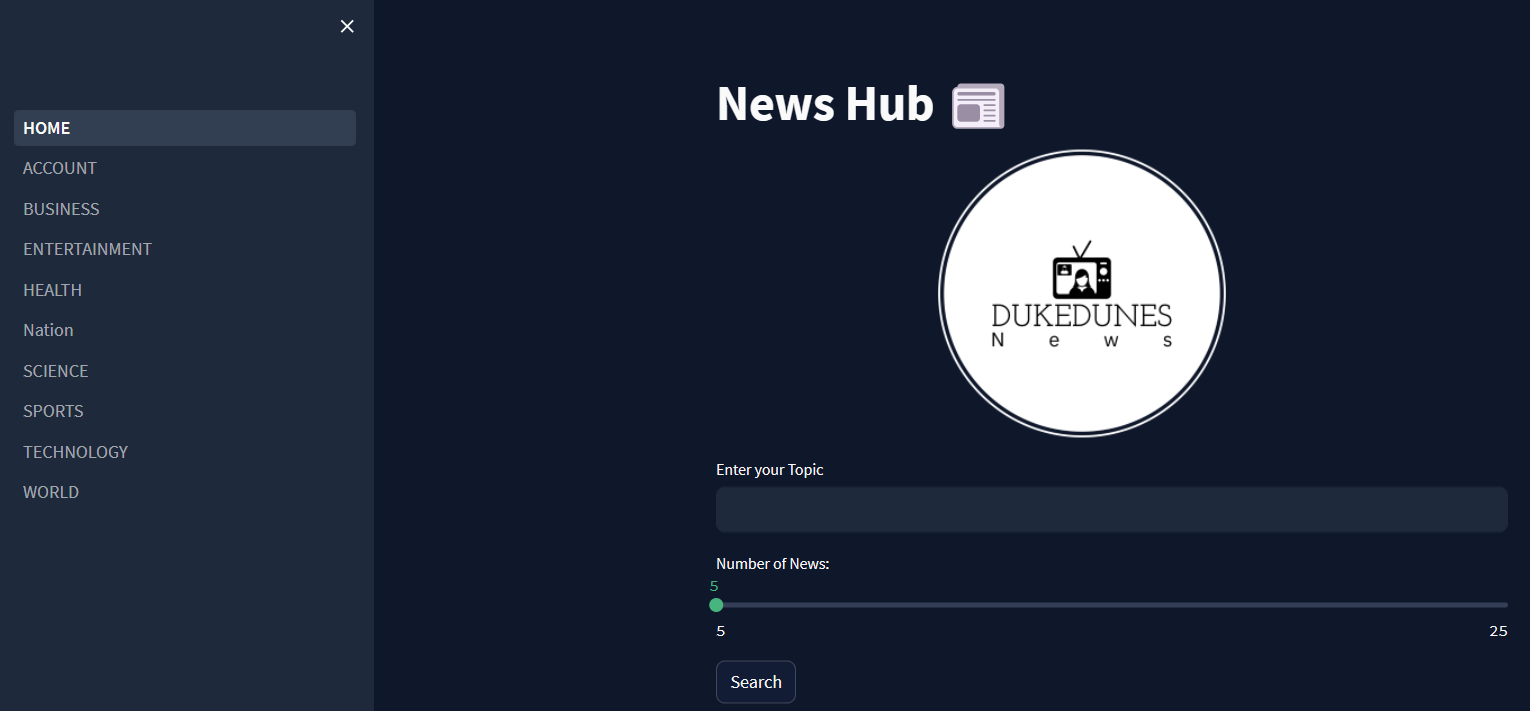 HOME
ACCOUNT
BUSINESS
ENTERTAINMENT
HEALTH
Nation
SCIENCE
SPORTS
TECHNOLOGY
WORLD
News Hub
DUKEDUNES
News
Enter your Topic
Number of News:
5
5 25
Search